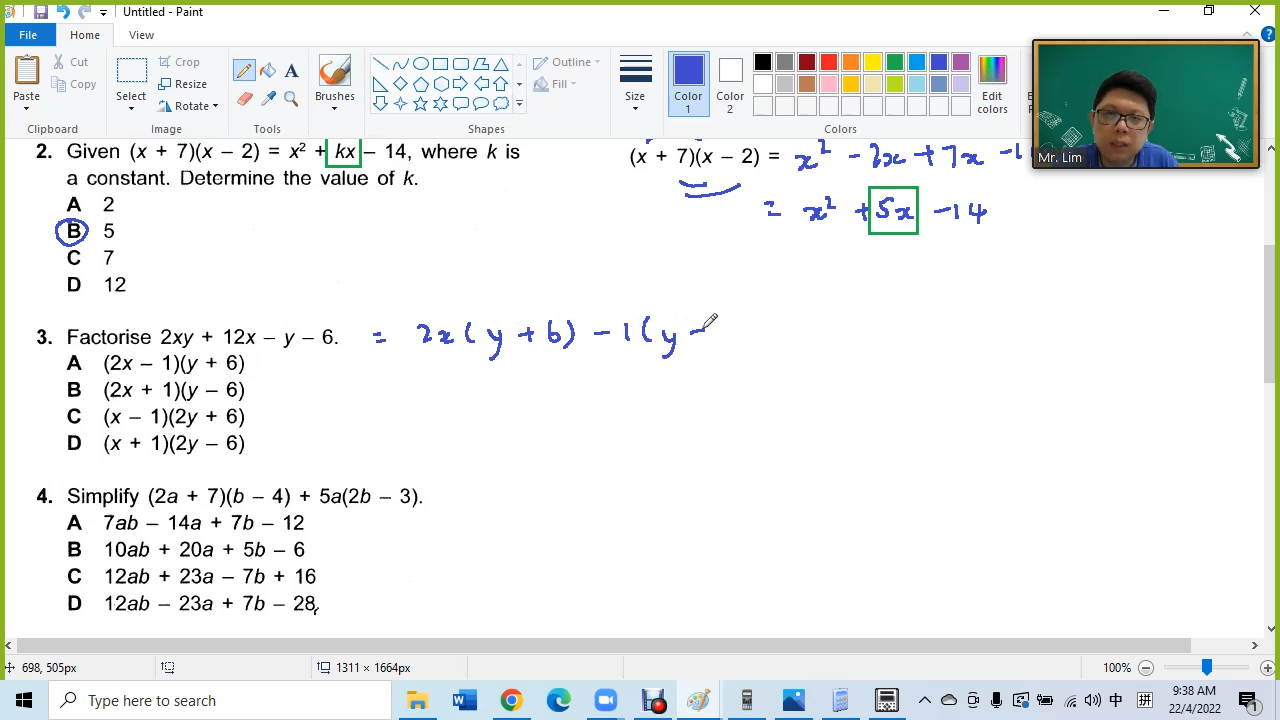 Untitled - Paint
File Home View
Paste Cut Copy Clipboard
Select Crop Resize Rotate Image
Tools
Brushes
Outline Fill Shapes
Size
Color 1 Color 2
Edit colors
Colors
Mr. Lim
2. Given (x + 7)(x – 2) = x² + kx – 14, where k is
a constant. Determine the value of k.
A 2
B 5
C 7
D 12
(x + 7)(x – 2) = x² - 2x + 7x - 1
= x² + 5x - 14
3. Factorise 2xy + 12x – y – 6. = 2x(y + 6) - 1(y -
A (2x – 1)(y + 6)
B (2x + 1)(y – 6)
C (x – 1)(2y + 6)
D (x + 1)(2y – 6)
4. Simplify (2a + 7)(b – 4) + 5a(2b – 3).
A 7ab – 14a + 7b – 12
B 10ab + 20a + 5b – 6
C 12ab + 23a – 7b + 16
D 12ab – 23a + 7b – 28
698, 505px 1311 × 1664px 100%
Type here to search
中 拼
9:38 AM
22/4/2022
1